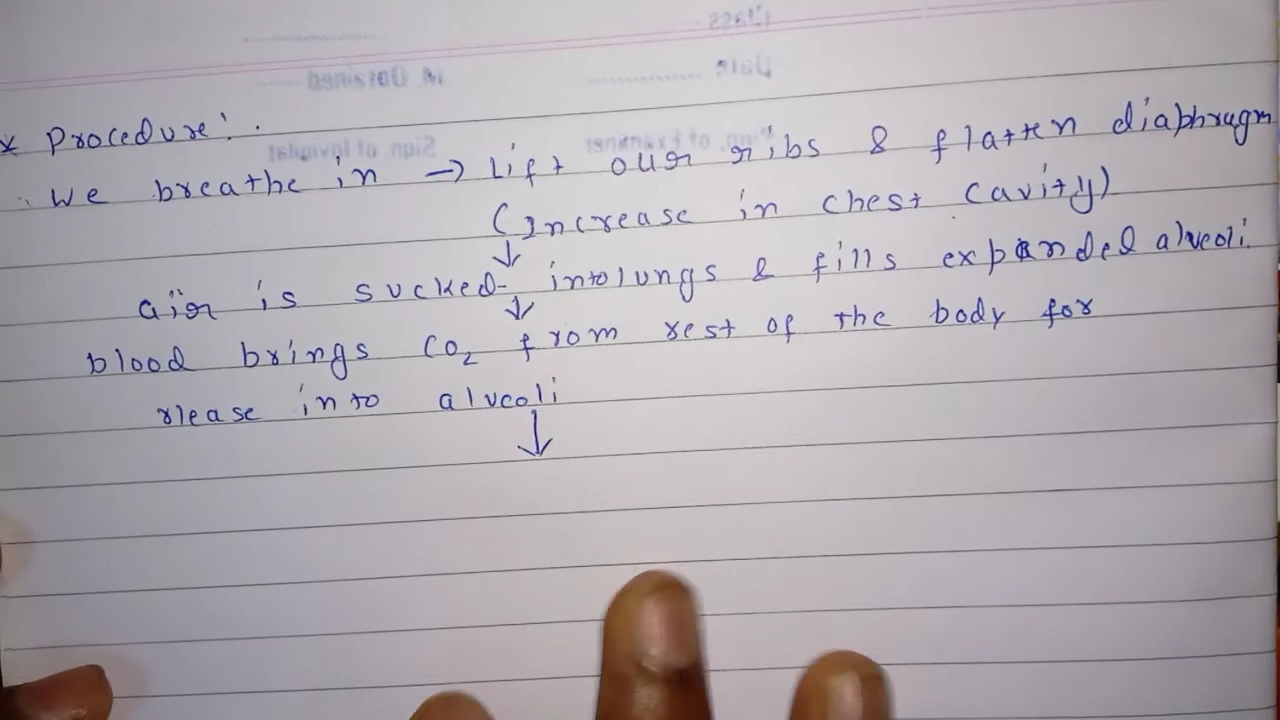 * Procedure :
We breathe in → Lift our ribs & flatten diaphragm
(Increase in chest cavity)
↓
air is sucked into lungs & fills expanded alveoli.
↓
blood brings CO₂ from rest of the body for
rlease into alveoli
↓